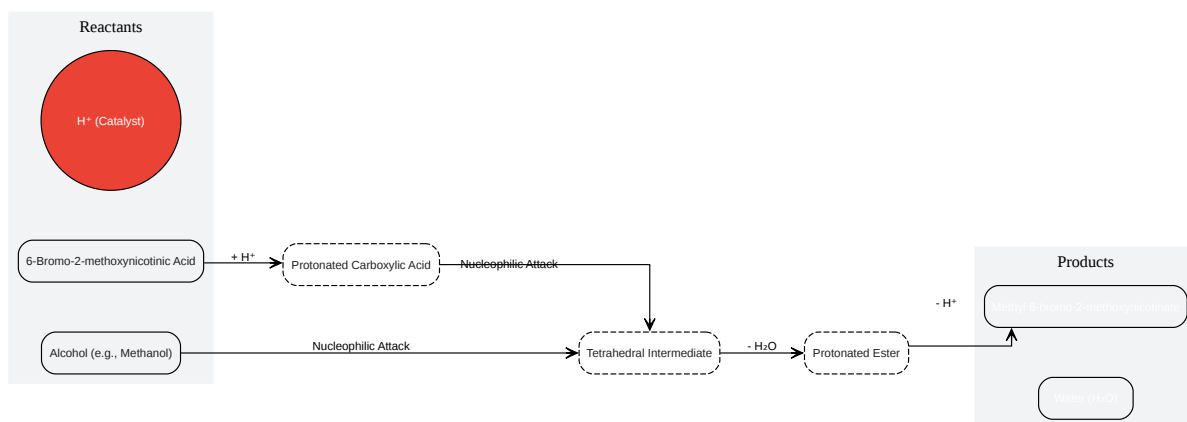 Reactants
H⁺ (Catalyst)
6-Bromo-2-methoxynicotinic Acid
+ H⁺
Protonated Carboxylic Acid
Nucleophilic Attack
Alcohol (e.g., Methanol)
Nucleophilic Attack
Tetrahedral Intermediate
- H₂O
Protonated Ester
- H⁺
Products
Methyl 6-bromo-2-methoxynicotinate
Water (H₂O)